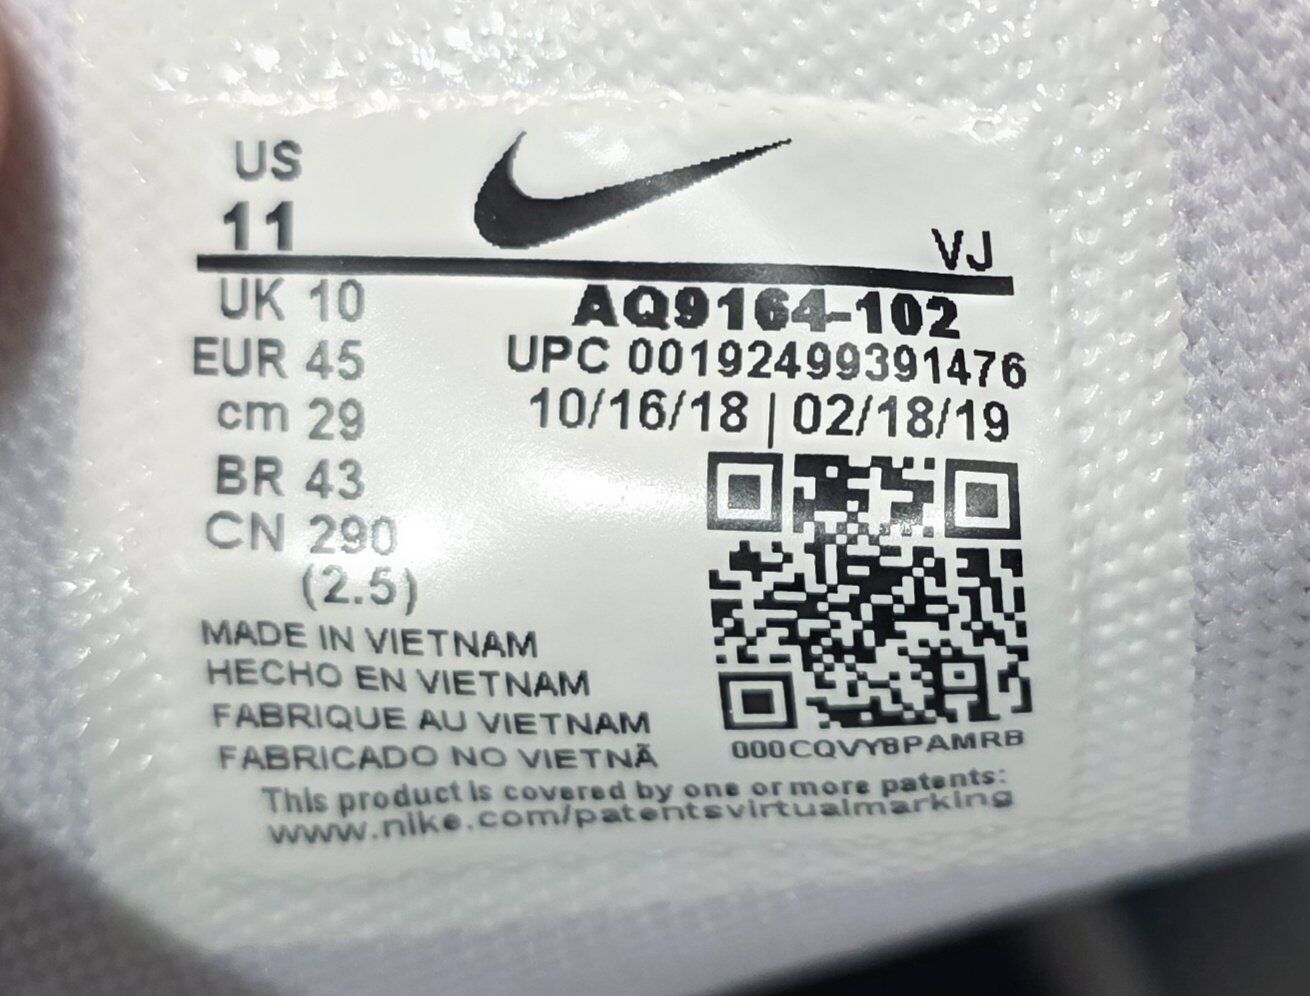 US
11
VJ
UK 10
EUR 45
cm 29
BR 43
CN 290
(2.5)
AQ9164-102
UPC 00192499391476
10/16/18 | 02/18/19
000CQVY8PAMRB
MADE IN VIETNAM
HECHO EN VIETNAM
FABRIQUE AU VIETNAM
FABRICADO NO VIETNÃ
This product is covered by one or more patents:
www.nike.com/patentsvirtualmarking